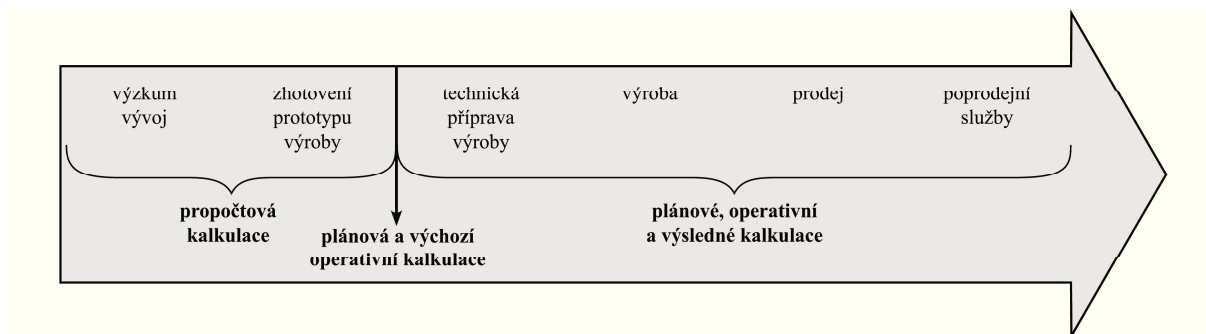 výzkum
vývoj
zhotovení
prototypu
výroby
technická
příprava
výroby
výroba
prodej
poprodejní
služby
propočtová
kalkulace
plánová a výchozí
operativní kalkulace
plánové, operativní
a výsledné kalkulace